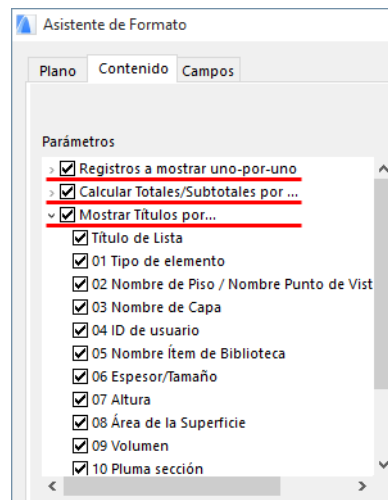 Asistente de Formato
Plano Contenido Campos
Parámetros
Registros a mostrar uno-por-uno
Calcular Totales/Subtotales por ...
Mostrar Títulos por...
Título de Lista
01 Tipo de elemento
02 Nombre de Piso / Nombre Punto de Vist
03 Nombre de Capa
04 ID de usuario
05 Nombre Ítem de Biblioteca
06 Espesor/Tamaño
07 Altura
08 Área de la Superficie
09 Volumen
10 Pluma sección